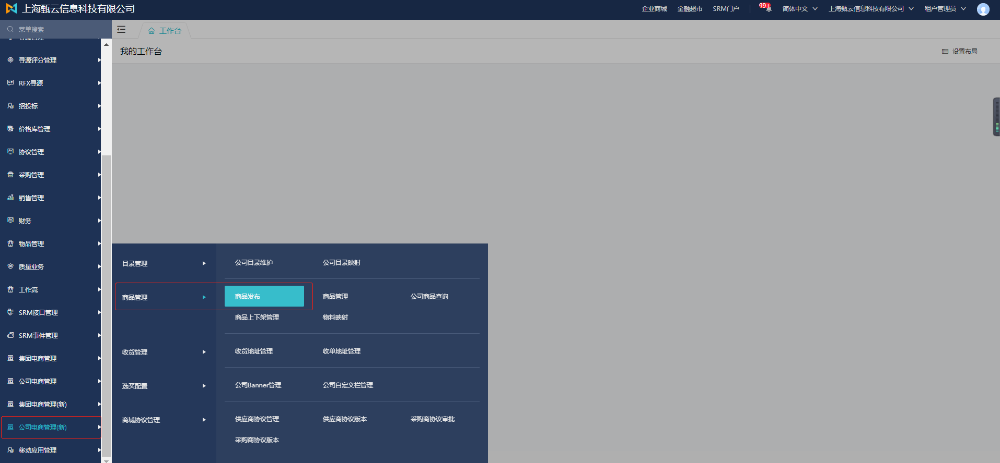 上海甄云信息科技有限公司
企业商城 金融超市 SRM门户 99+ 简体中文 上海甄云信息科技有限公司 租户管理员
菜单搜索
工作台
寻源管理
我的工作台
设置布局
寻源评分管理
RFX寻源
招投标
价格库管理
协议管理
采购管理
销售管理
财务
物品管理
质量业务
工作流
SRM接口管理
SRM事件管理
集团电商管理
公司电商管理
集团电商管理(新)
公司电商管理(新)
移动应用管理
目录管理
公司目录维护 公司目录映射
商品管理
商品发布 商品管理 公司商品查询
商品上下架管理 物料映射
收货管理
收货地址管理 收单地址管理
选买配置
公司Banner管理 公司自定义栏管理
商城协议管理
供应商协议管理 供应商协议版本 采购商协议审批
采购商协议版本